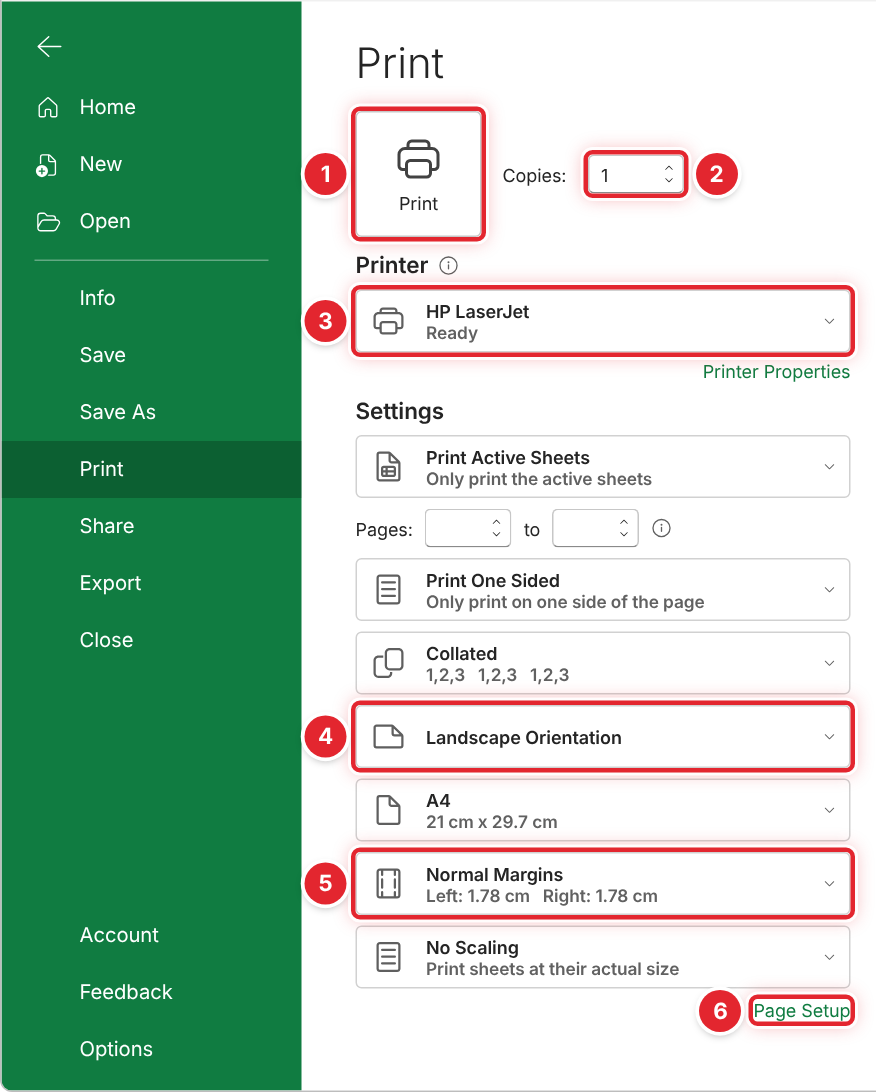 Home
New
Open
Info
Save
Save As
Print
Share
Export
Close
Account
Feedback
Options
Print
1
Print
Copies:
1
2
Printer
3
HP LaserJet
Ready
Printer Properties
Settings
Print Active Sheets
Only print the active sheets
Pages:
to
Print One Sided
Only print on one side of the page
Collated
1,2,3 1,2,3 1,2,3
4
Landscape Orientation
A4
21 cm x 29.7 cm
5
Normal Margins
Left: 1.78 cm Right: 1.78 cm
No Scaling
Print sheets at their actual size
6
Page Setup